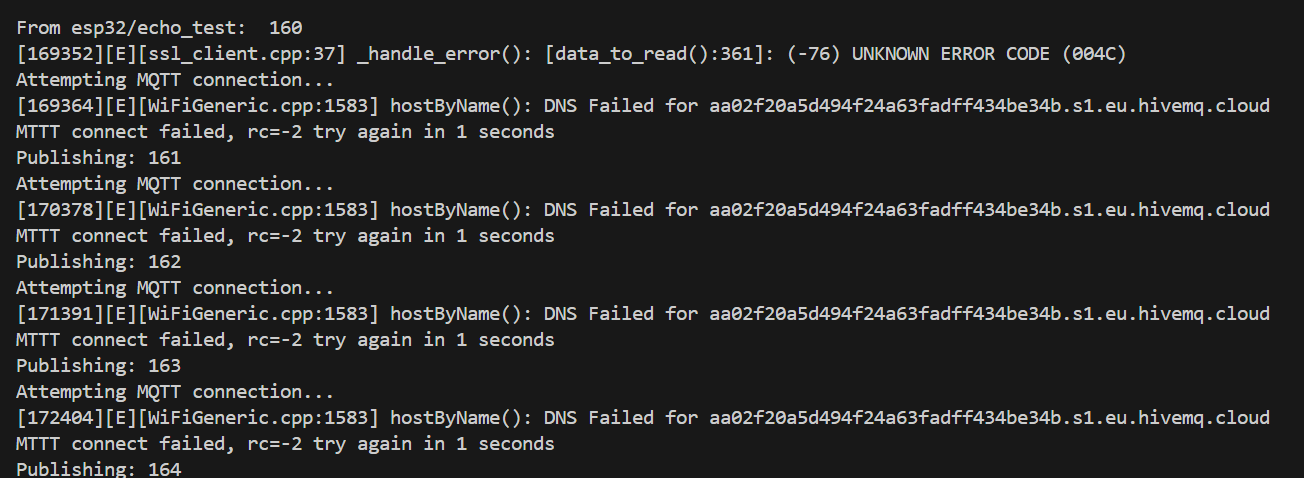 From esp32/echo_test:  160
[169352][E][ssl_client.cpp:37] _handle_error(): [data_to_read():361]: (-76) UNKNOWN ERROR CODE (004C)
Attempting MQTT connection...
[169364][E][WiFiGeneric.cpp:1583] hostByName(): DNS Failed for aa02f20a5d494f24a63fadff434be34b.s1.eu.hivemq.cloud
MTTT connect failed, rc=-2 try again in 1 seconds
Publishing: 161
Attempting MQTT connection...
[170378][E][WiFiGeneric.cpp:1583] hostByName(): DNS Failed for aa02f20a5d494f24a63fadff434be34b.s1.eu.hivemq.cloud
MTTT connect failed, rc=-2 try again in 1 seconds
Publishing: 162
Attempting MQTT connection...
[171391][E][WiFiGeneric.cpp:1583] hostByName(): DNS Failed for aa02f20a5d494f24a63fadff434be34b.s1.eu.hivemq.cloud
MTTT connect failed, rc=-2 try again in 1 seconds
Publishing: 163
Attempting MQTT connection...
[172404][E][WiFiGeneric.cpp:1583] hostByName(): DNS Failed for aa02f20a5d494f24a63fadff434be34b.s1.eu.hivemq.cloud
MTTT connect failed, rc=-2 try again in 1 seconds
Publishing: 164